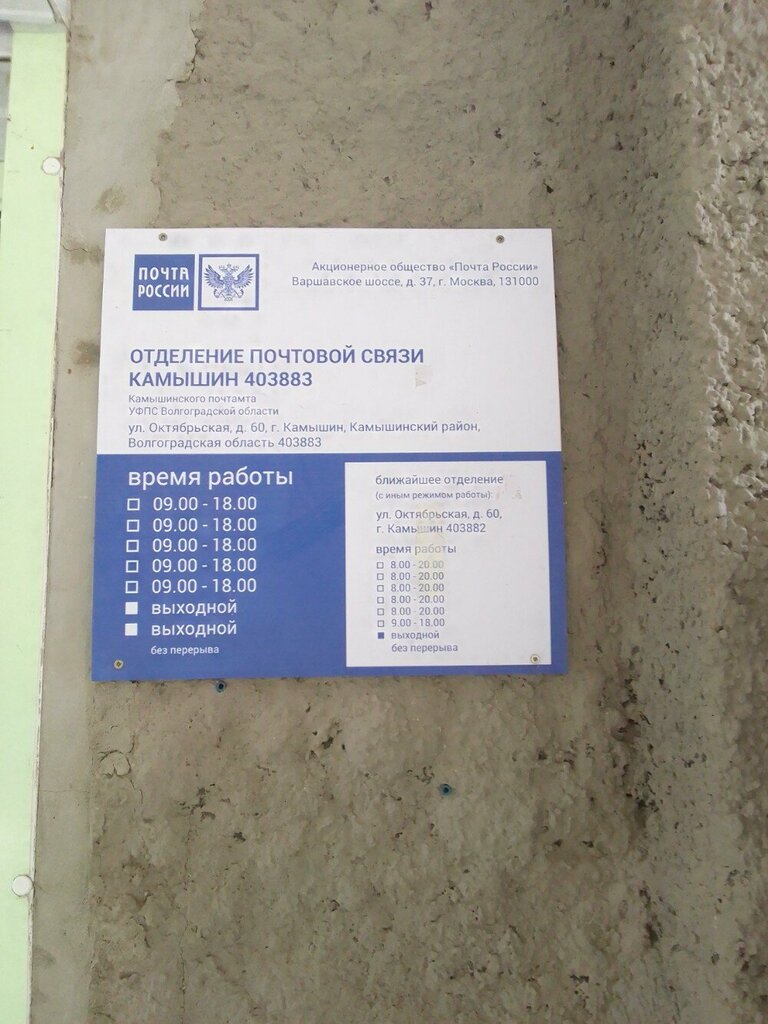 ПОЧТА
РОССИИ
Акционерное общество «Почта России»
Варшавское шоссе, д. 37, г. Москва, 131000
ОТДЕЛЕНИЕ ПОЧТОВОЙ СВЯЗИ
КАМЫШИН 403883
Камышинского почтамта
УФПС Волгоградской области
ул. Октябрьская, д. 60, г. Камышин, Камышинский район,
Волгоградская область 403883
время работы
09.00 - 18.00
09.00 - 18.00
09.00 - 18.00
09.00 - 18.00
09.00 - 18.00
выходной
выходной
без перерыва
ближайшее отделение
(с иным режимом работы):
ул. Октябрьская, д. 60,
г. Камышин 403882
время работы
8.00 - 20.00
8.00 - 20.00
8.00 - 20.00
8.00 - 20.00
8.00 - 20.00
9.00 - 18.00
выходной
без перерыва